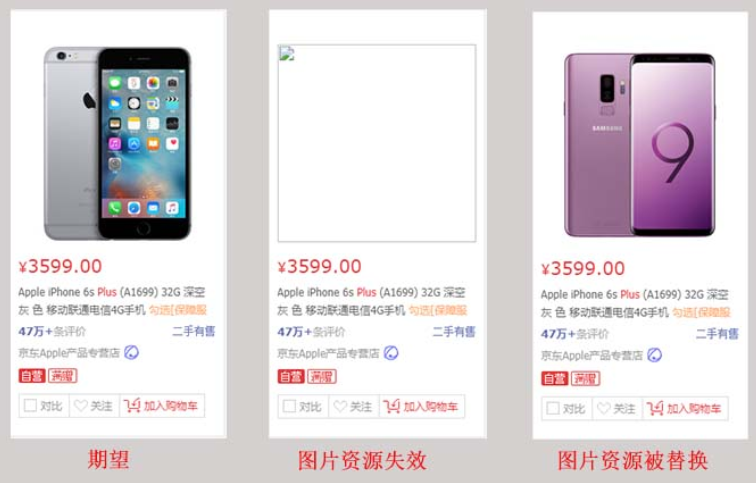 ¥3599.00
Apple iPhone 6s Plus (A1699) 32G 深空
灰 色 移动联通电信4G手机 勾选[保障服
47万+条评价 二手有售
京东Apple产品专营店
自营 满赠
对比 关注 加入购物车
期望
¥3599.00
Apple iPhone 6s Plus (A1699) 32G 深空
灰 色 移动联通电信4G手机 勾选[保障服
47万+条评价 二手有售
京东Apple产品专营店
自营 满赠
对比 关注 加入购物车
图片资源失效
SAMSUNG
9
¥3599.00
Apple iPhone 6s Plus (A1699) 32G 深空
灰 色 移动联通电信4G手机 勾选[保障服
47万+条评价 二手有售
京东Apple产品专营店
自营 满赠
对比 关注 加入购物车
图片资源被替换